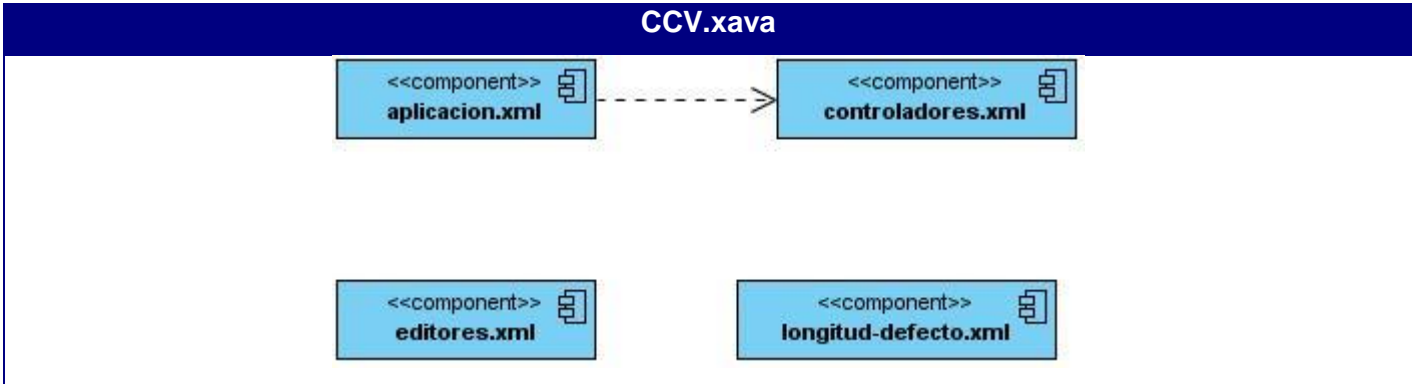 CCV.xava
<<component>>
aplicacion.xml
<<component>>
controladores.xml
<<component>>
editores.xml
<<component>>
longitud-defecto.xml